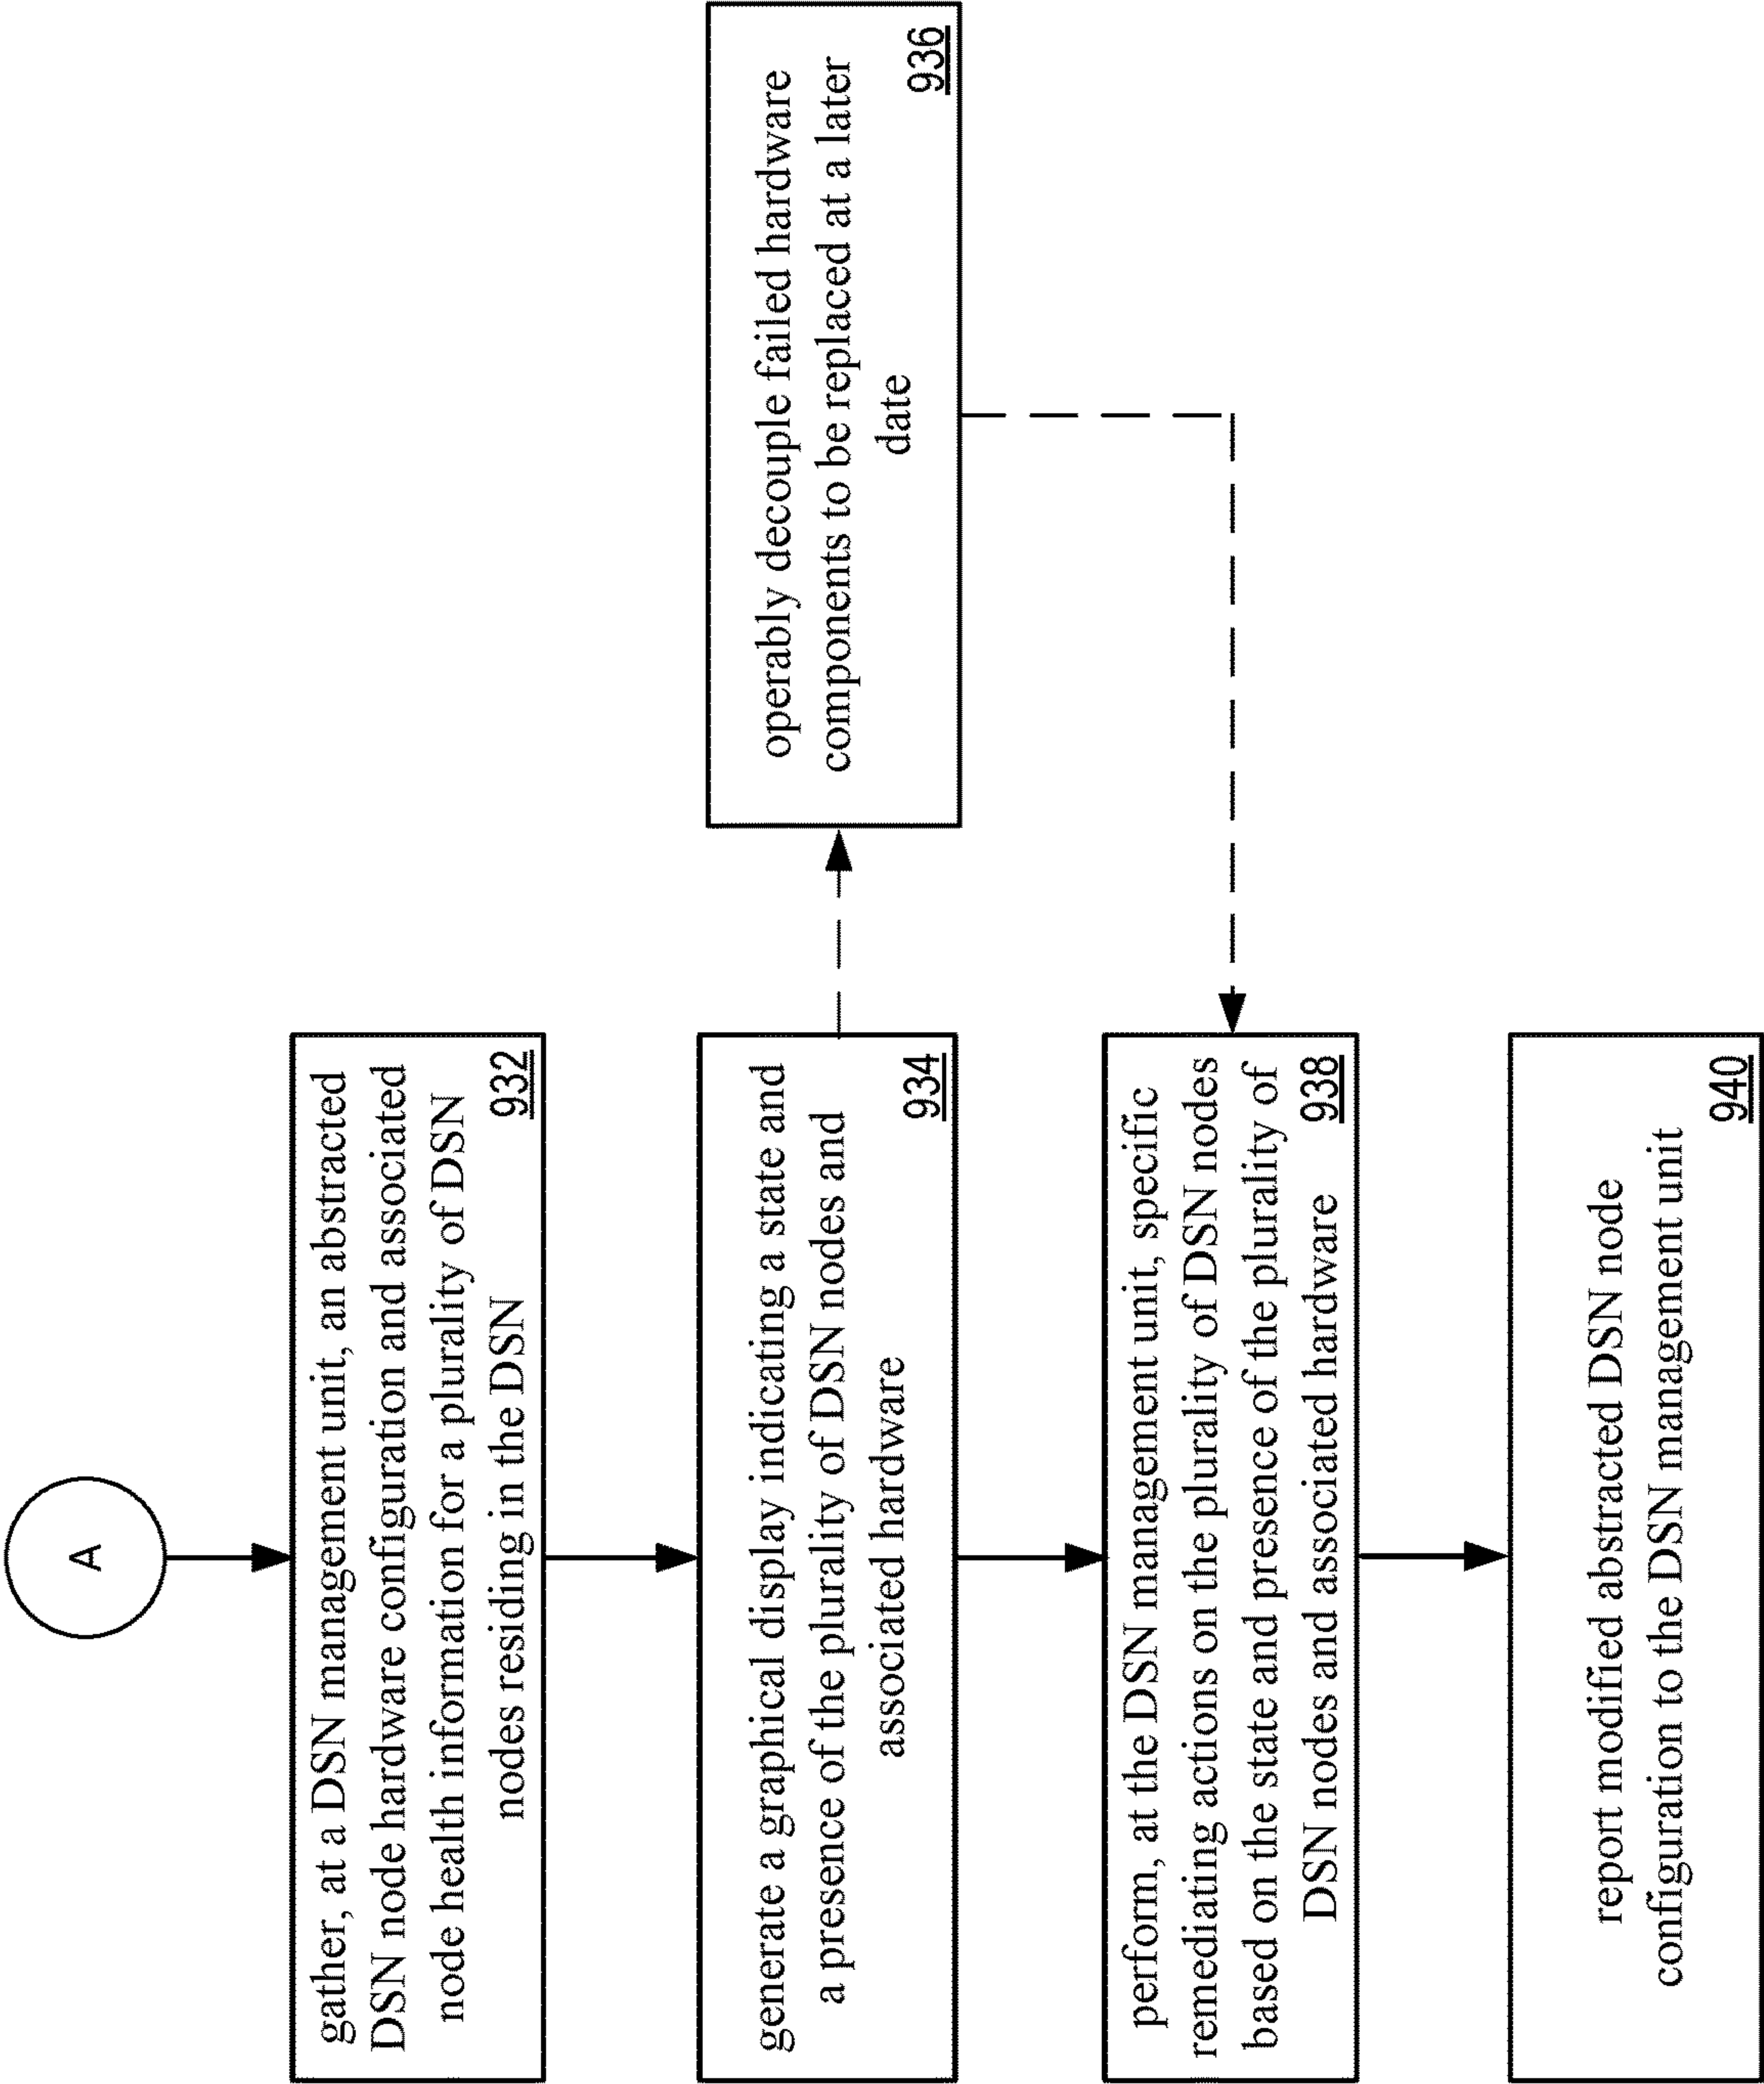 A
gather, at a DSN management unit, an abstracted
DSN node hardware configuration and associated
node health information for a plurality of DSN
nodes residing in the DSN
932
generate a graphical display indicating a state and
a presence of the plurality of DSN nodes and
associated hardware
934
operably decouple failed hardware
components to be replaced at a later
date
936
perform, at the DSN management unit, specific
remediating actions on the plurality of DSN nodes
based on the state and presence of the plurality of
DSN nodes and associated hardware
938
report modified abstracted DSN node
configuration to the DSN management unit
940